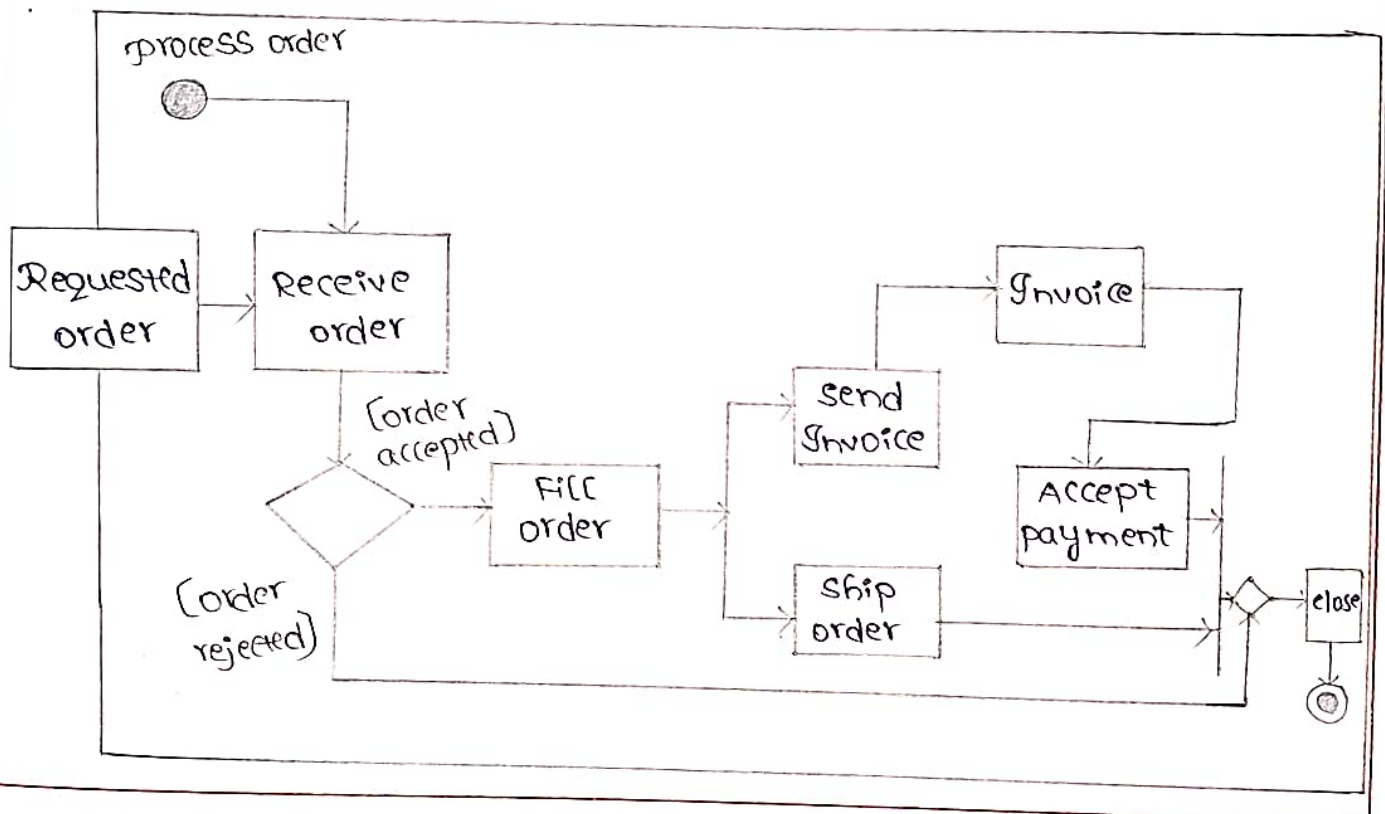 process order
Requested
order
Receive
order
[order
accepted]
[order
rejected]
Fill
order
Send
Invoice
Invoice
Ship
order
Accept
payment
close